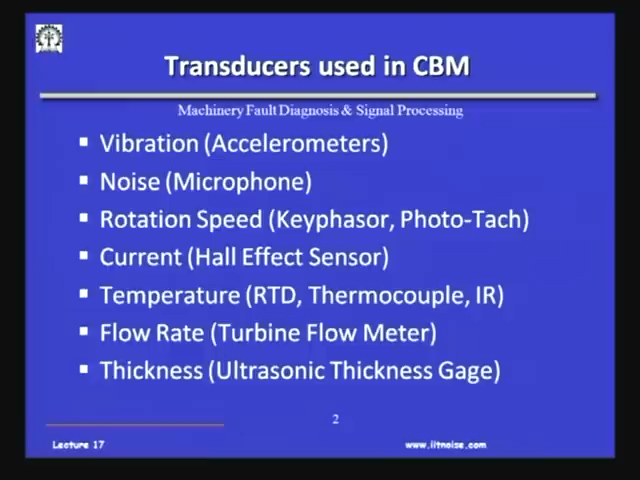 Transducers used in CBM
Machinery Fault Diagnosis & Signal Processing
▪ Vibration (Accelerometers)
▪ Noise (Microphone)
▪ Rotation Speed (Keyphasor, Photo-Tach)
▪ Current (Hall Effect Sensor)
▪ Temperature (RTD, Thermocouple, IR)
▪ Flow Rate (Turbine Flow Meter)
▪ Thickness (Ultrasonic Thickness Gage)
2
Lecture 17
www.iitnoise.com